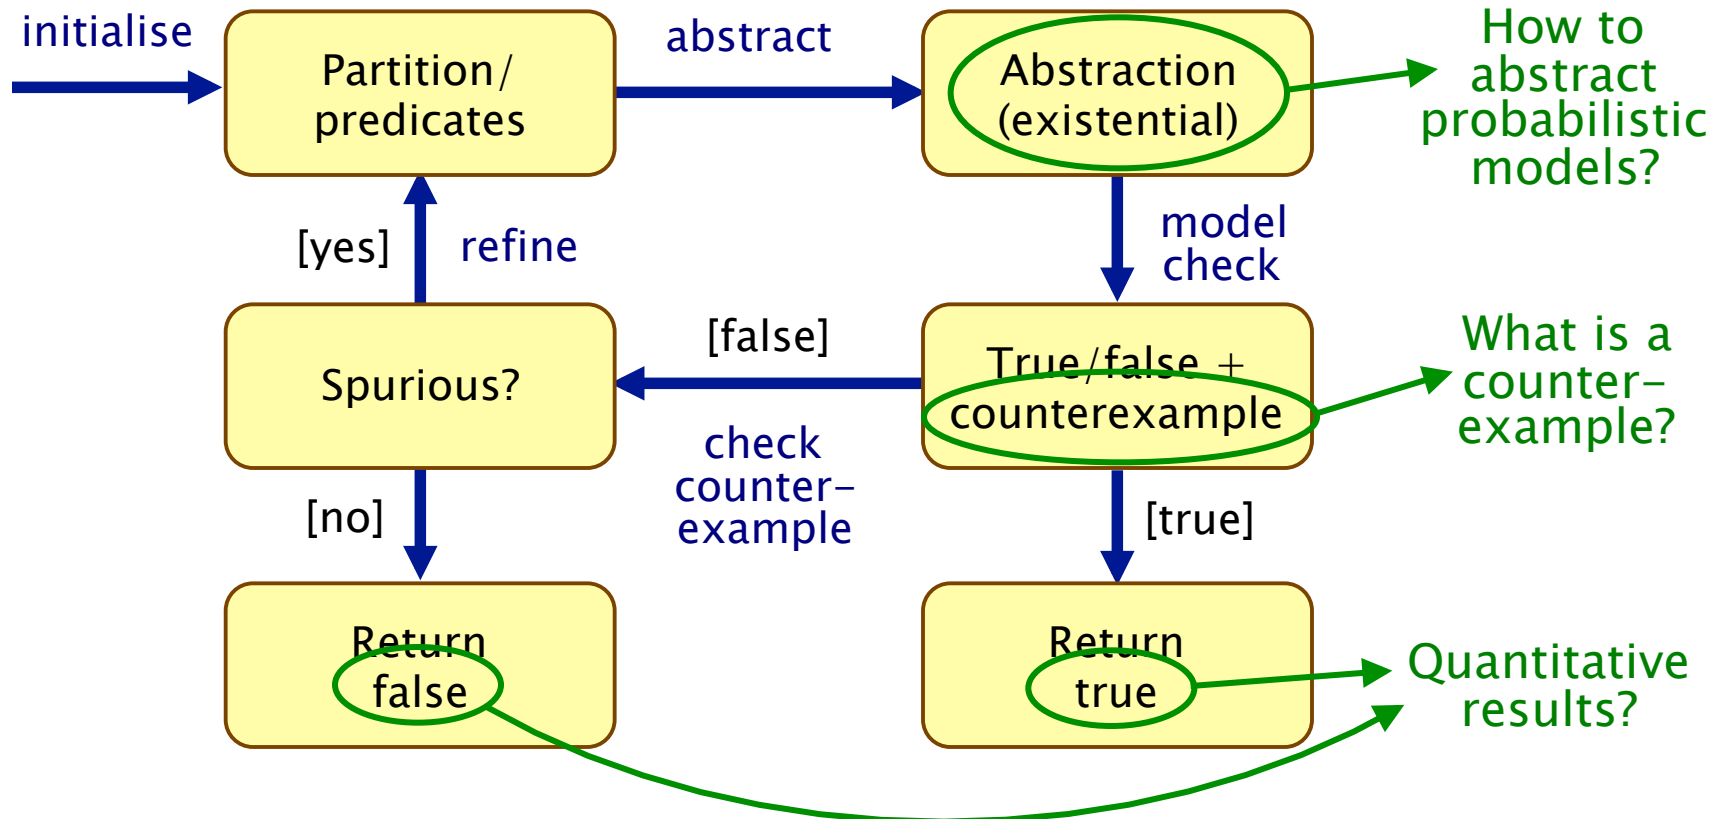 initialise
Partition/
predicates
abstract
Abstraction
(existential)
How to
abstract
probabilistic
models?
[yes]
refine
model
check
Spurious?
[false]
True/false +
counterexample
What is a
counter–
example?
check
counter–
example
[no]
[true]
Return
false
Return
true
Quantitative
results?